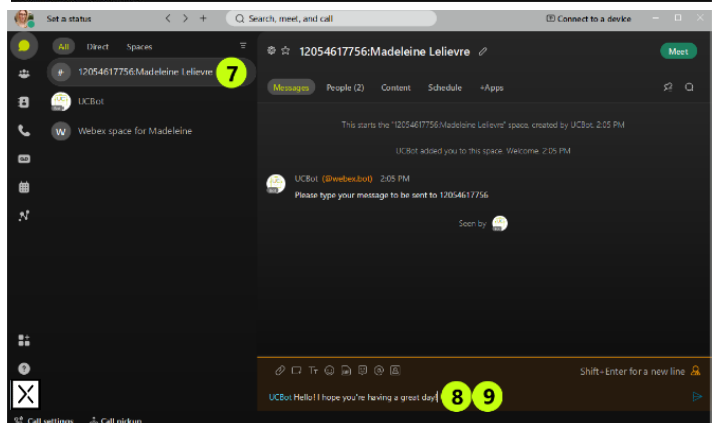 Set a status
Search, meet, and call
Connect to a device
All Direct Spaces
# 12054617756:Madeleine Lelievre 7
UCBot
W Webex space for Madeleine
12054617756:Madeleine Lelievre
Meet
Messages People (2) Content Schedule +Apps
This starts the "12054617756:Madeleine Lelievre" space, created by UCBot. 2:05 PM
UCBot added you to this space. Welcome. 2:05 PM
UCBot (@webex.bot) 2:05 PM
Please type your message to be sent to 12054617756
Seen by
Shift+Enter for a new line
UCBot Hello! I hope you're having a great day! 8 9
Call settings Call pickup